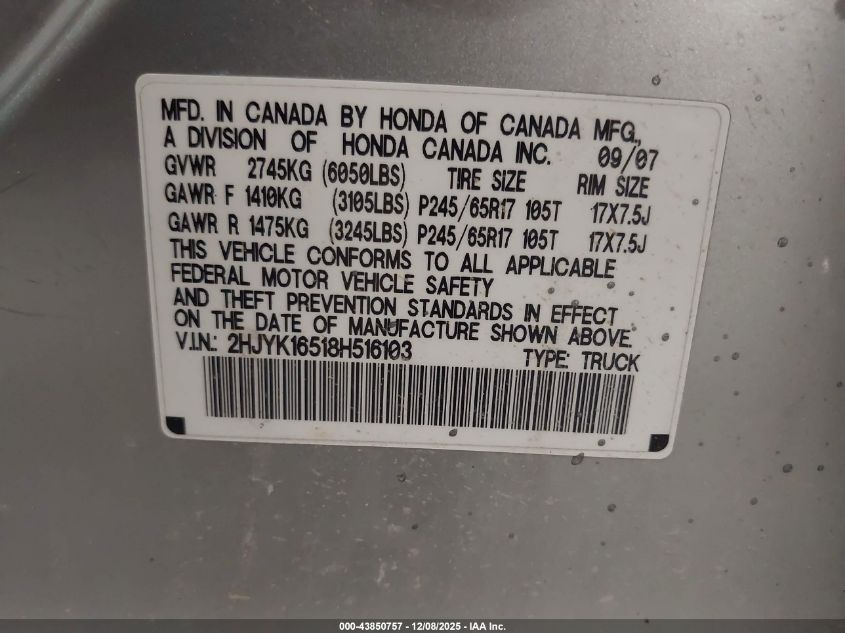 MFD. IN CANADA BY HONDA OF CANADA MFG.,
A DIVISION OF HONDA CANADA INC. 09/07
GVWR 2745KG (6050LBS) TIRE SIZE RIM SIZE
GAWR F 1410KG (3105LBS) P245/65R17 105T 17X7.5J
GAWR R 1475KG (3245LBS) P245/65R17 105T 17X7.5J
THIS VEHICLE CONFORMS TO ALL APPLICABLE
FEDERAL MOTOR VEHICLE SAFETY
AND THEFT PREVENTION STANDARDS IN EFFECT
ON THE DATE OF MANUFACTURE SHOWN ABOVE.
V.I.N.: 2HJYK16518H516103 TYPE: TRUCK
000-43850757 - 12/08/2025 - IAA Inc.